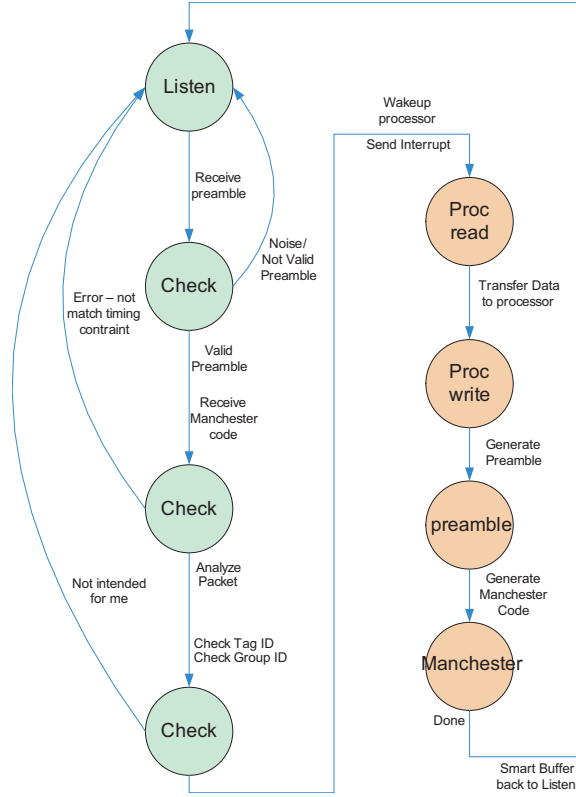 Listen
Receive
preamble
Noise/
Not Valid
Preamble
Check
Error – not
match timing
contraint
Valid
Preamble
Receive
Manchester
code
Check
Analyze
Packet
Not intended
for me
Check Tag ID
Check Group ID
Check
Wakeup
processor
Send Interrupt
Proc
read
Transfer Data
to processor
Proc
write
Generate
Preamble
preamble
Generate
Manchester
Code
Manchester
Done
Smart Buffer
back to Listen